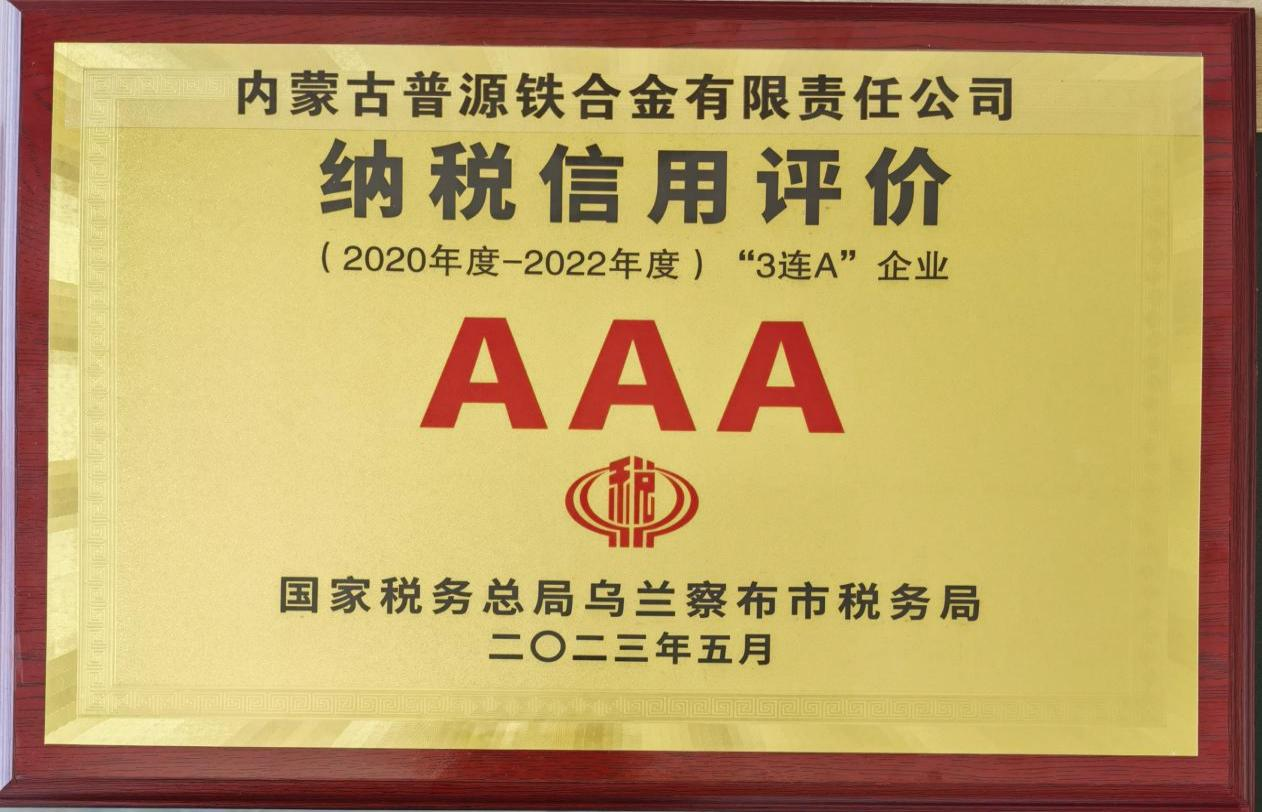 内蒙古普源铁合金有限责任公司
纳税信用评价
（2020年度-2022年度）“3连A”企业
AAA
税
国家税务总局乌兰察布市税务局
二〇二三年五月